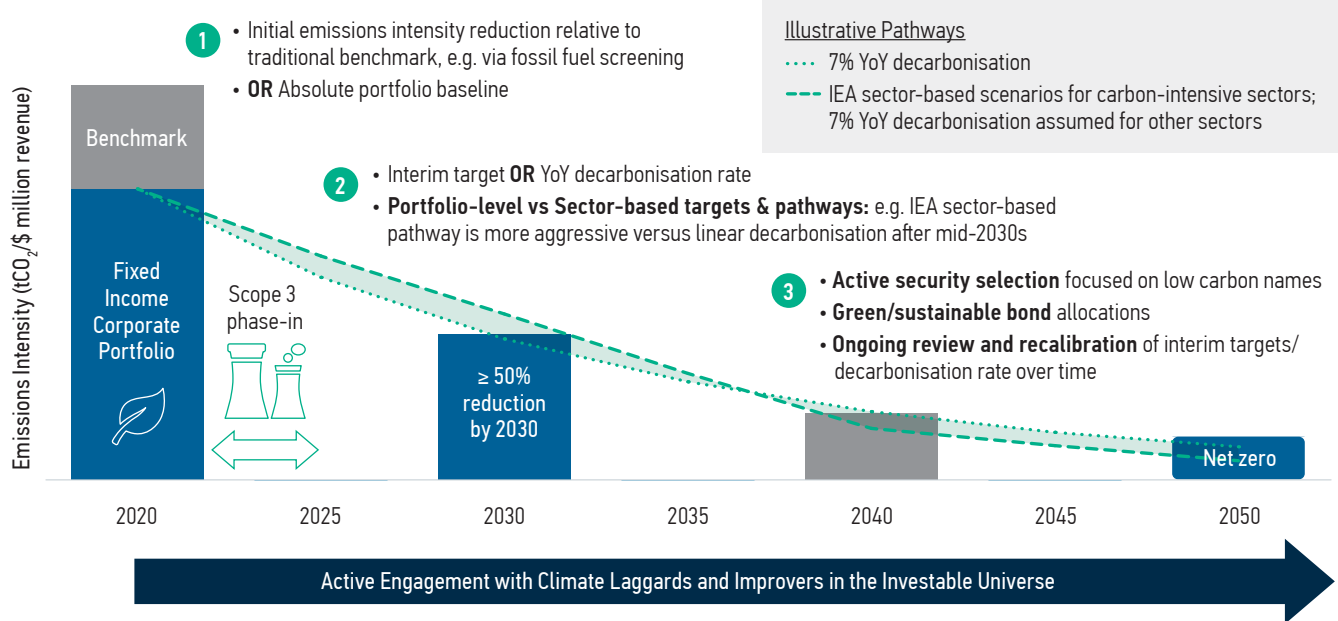 1
• Initial emissions intensity reduction relative to
traditional benchmark, e.g. via fossil fuel screening
• OR Absolute portfolio baseline
Illustrative Pathways
7% YoY decarbonisation
IEA sector-based scenarios for carbon-intensive sectors;
7% YoY decarbonisation assumed for other sectors
Emissions Intensity (tCO₂/$ million revenue)
Benchmark
2
• Interim target OR YoY decarbonisation rate
• Portfolio-level vs Sector-based targets & pathways: e.g. IEA sector-based
pathway is more aggressive versus linear decarbonisation after mid-2030s
Fixed
Income
Corporate
Portfolio
Scope 3
phase-in
3
• Active security selection focused on low carbon names
• Green/sustainable bond allocations
• Ongoing review and recalibration of interim targets/
decarbonisation rate over time
≥ 50%
reduction
by 2030
Net zero
2020 2025 2030 2035 2040 2045 2050
Active Engagement with Climate Laggards and Improvers in the Investable Universe